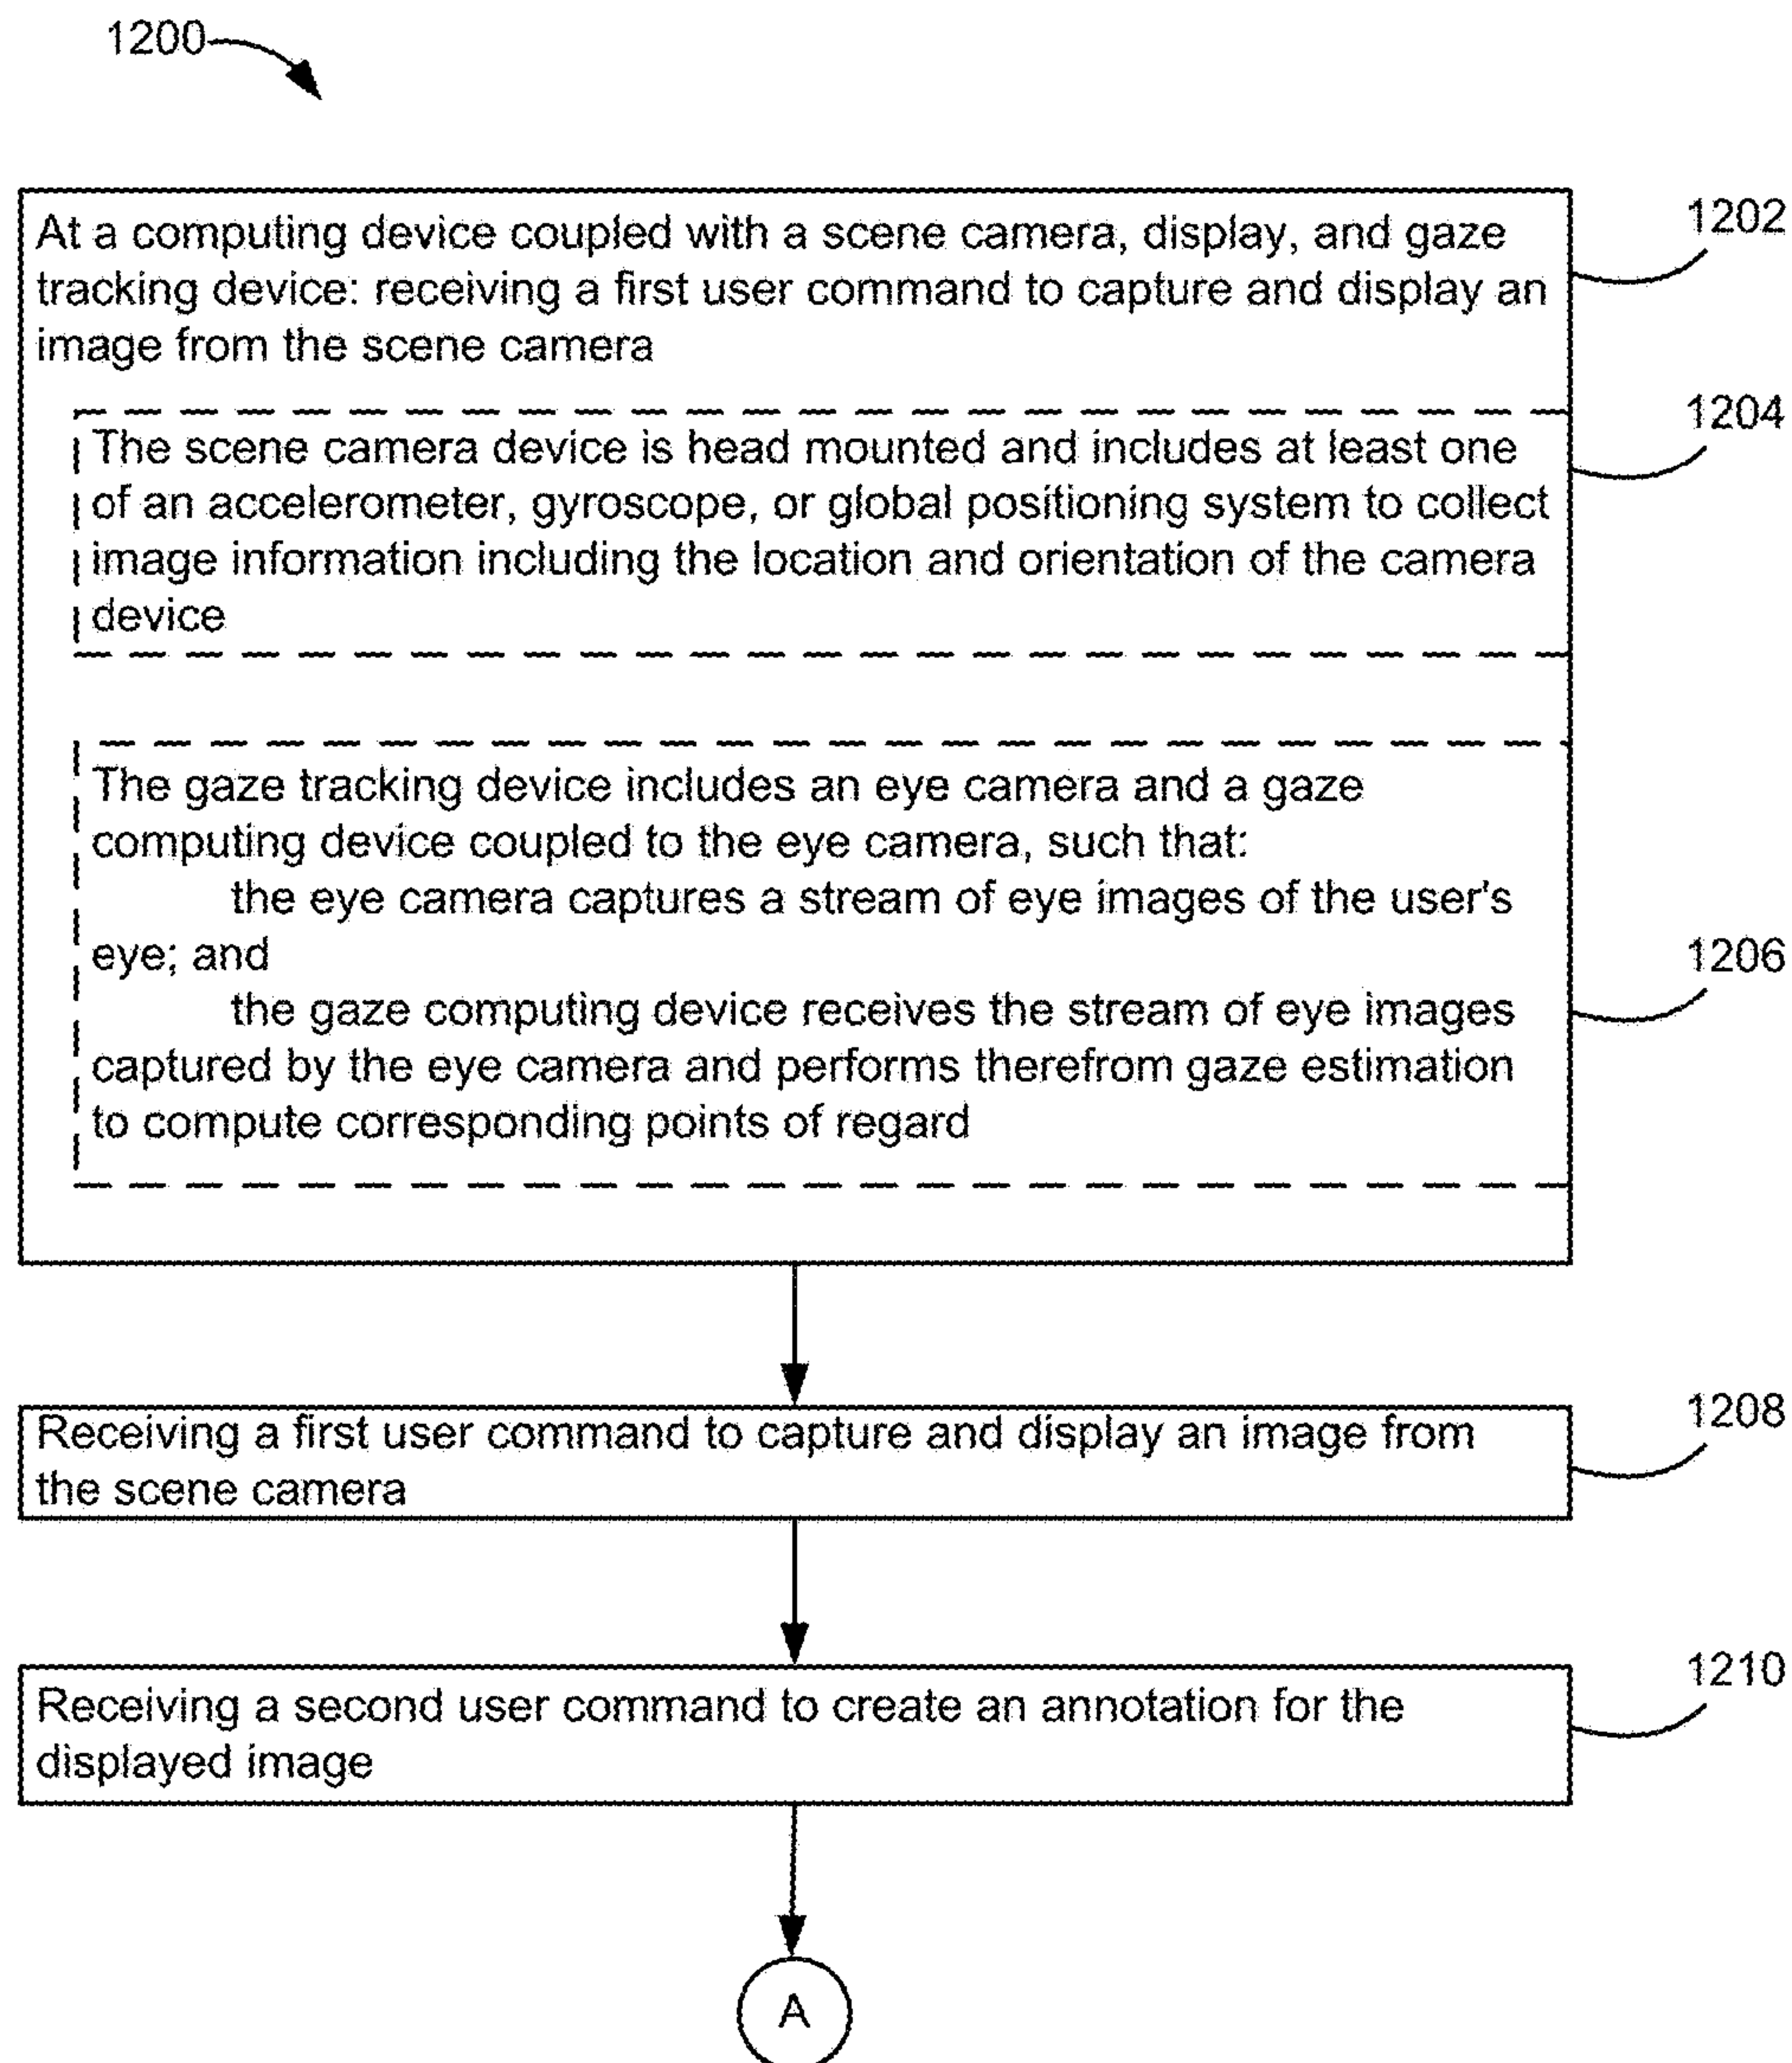 1200
At a computing device coupled with a scene camera, display, and gaze
tracking device: receiving a first user command to capture and display an
image from the scene camera
1202
The scene camera device is head mounted and includes at least one
of an accelerometer, gyroscope, or global positioning system to collect
image information including the location and orientation of the camera
device
1204
The gaze tracking device includes an eye camera and a gaze
computing device coupled to the eye camera, such that:
the eye camera captures a stream of eye images of the user's
eye; and
the gaze computing device receives the stream of eye images
captured by the eye camera and performs therefrom gaze estimation
to compute corresponding points of regard
1206
Receiving a first user command to capture and display an image from
the scene camera
1208
Receiving a second user command to create an annotation for the
displayed image
1210
A